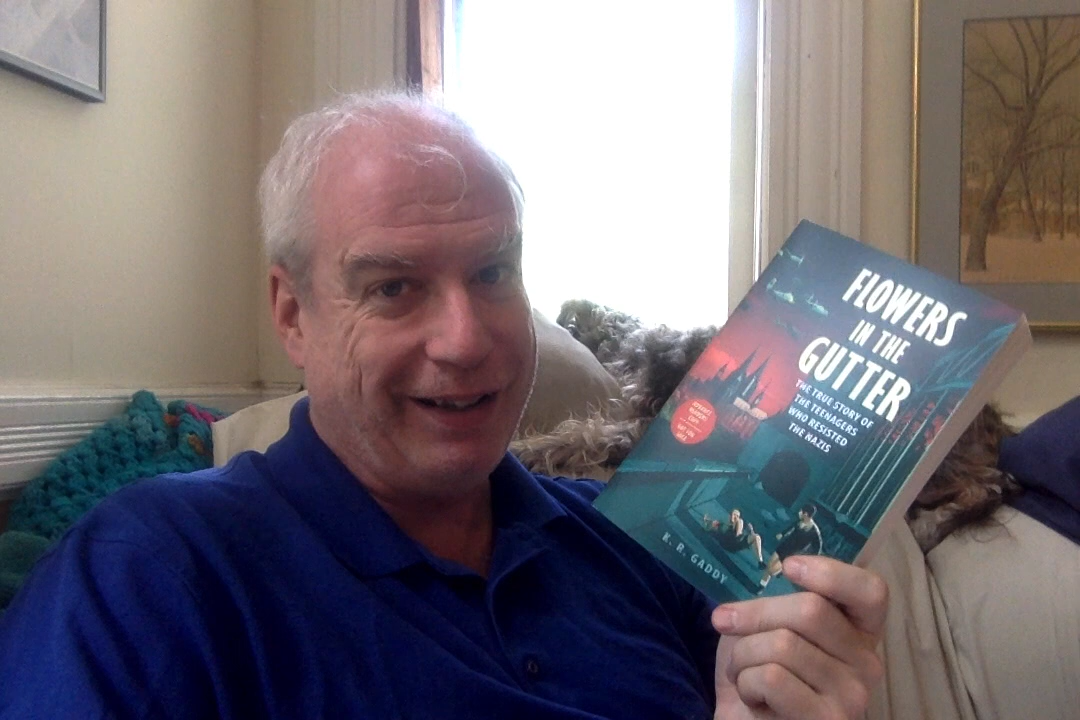 FLOWERS
IN THE
GUTTER
THE TRUE STORY OF
THE TEENAGERS
WHO RESISTED
THE NAZIS
K. R. GADDY